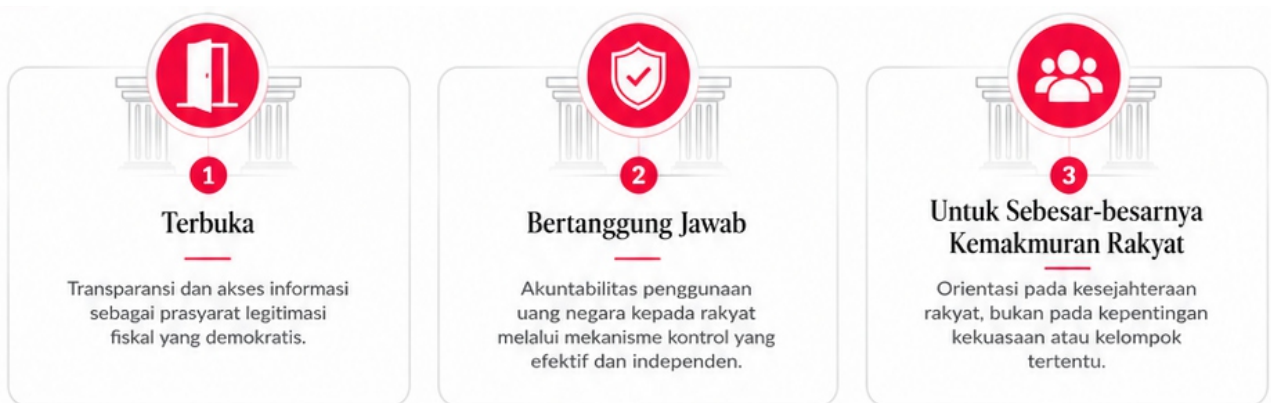 1
Terbuka
Transparansi dan akses informasi
sebagai prasyarat legitimasi
fiskal yang demokratis.
2
Bertanggung Jawab
Akuntabilitas penggunaan
uang negara kepada rakyat
melalui mekanisme kontrol yang
efektif dan independen.
3
Untuk Sebesar-besarnya
Kemakmuran Rakyat
Orientasi pada kesejahteraan
rakyat, bukan pada kepentingan
kekuasaan atau kelompok
tertentu.